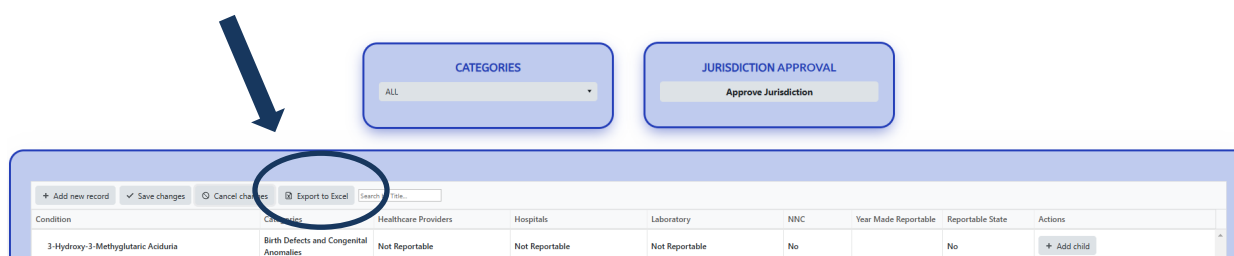 CATEGORIES
ALL
JURISDICTION APPROVAL
Approve Jurisdiction
+ Add new record Save changes Cancel changes Export to Excel Title...
Condition Categories Healthcare Providers Hospitals Laboratory NNC Year Made Reportable Reportable State Actions
3-Hydroxy-3-Methyglutaric Aciduria Birth Defects and Congenital Anomalies Not Reportable Not Reportable Not Reportable No No + Add child